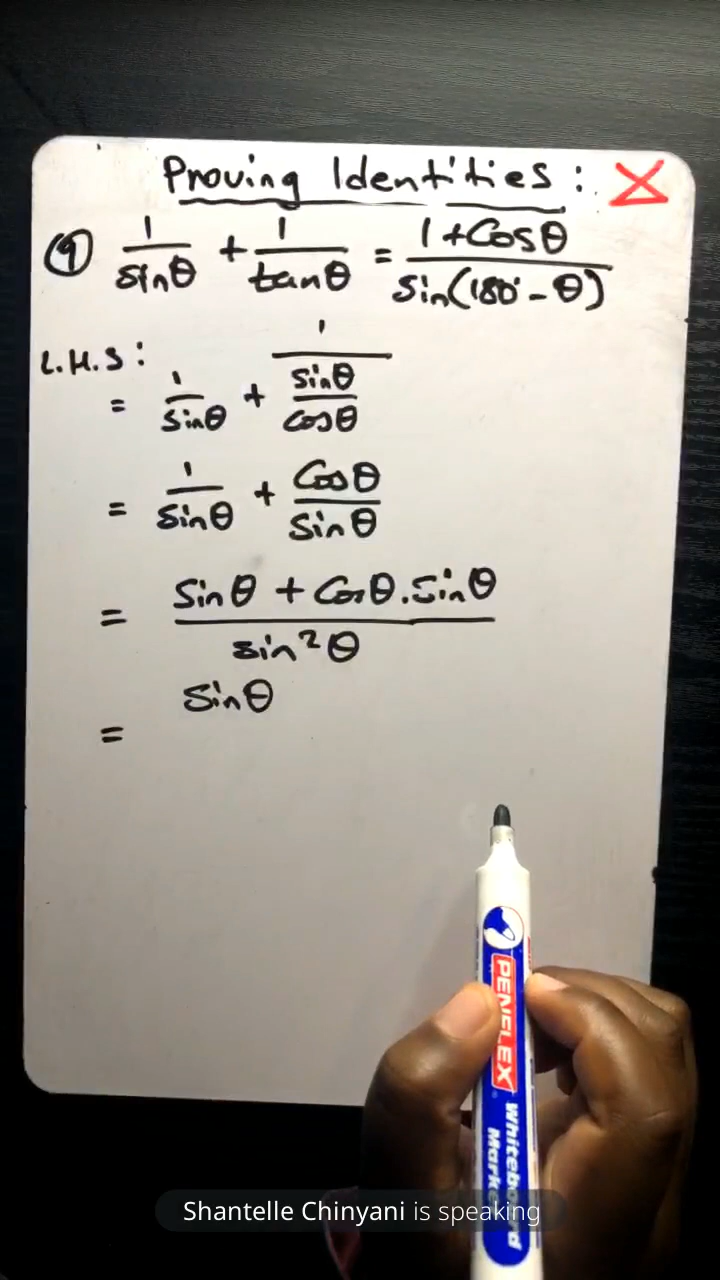 Proving Identities: X
9) 1/sinθ + 1/tanθ = 1+Cosθ/sin(180°-θ)
L.H.S:
= 1/sinθ + 1/(sinθ/cosθ)
= 1/sinθ + Cosθ/sinθ
= Sinθ + Cosθ.sinθ/sin²θ
= sinθ
PENFLEX
Whiteboard
Marke
Shantelle Chinyani is speaking